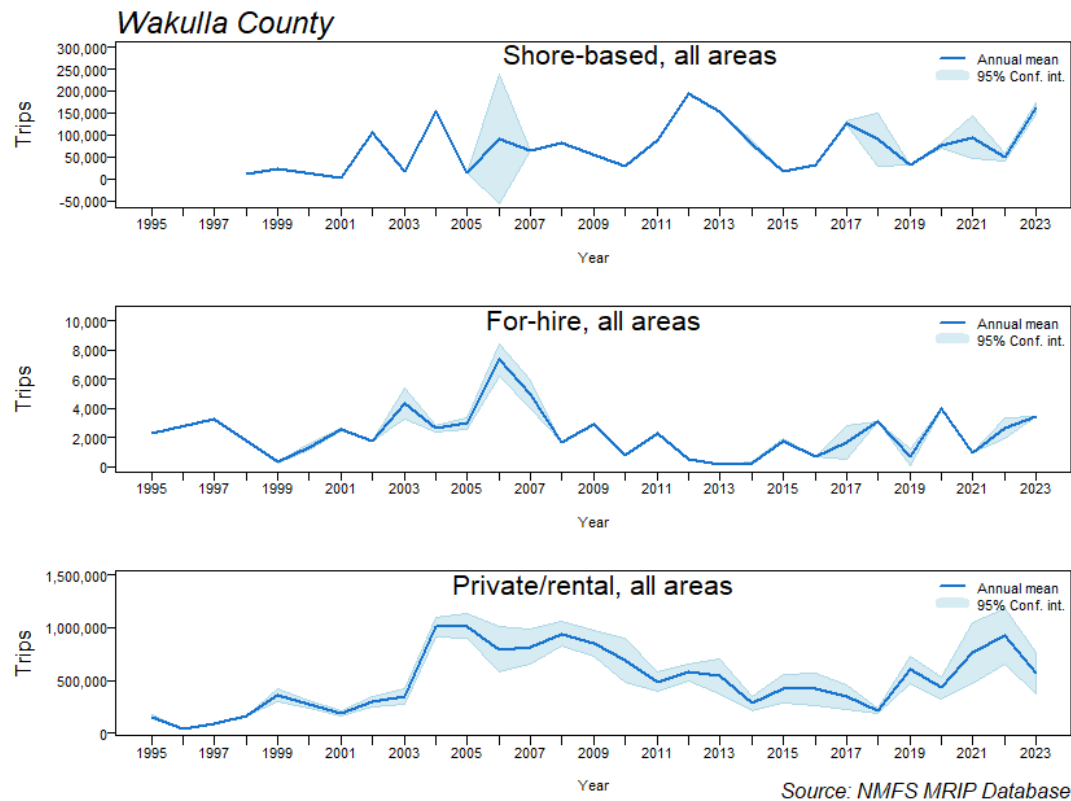 Wakulla County
Shore-based, all areas
Annual mean
95% Conf. int.
Trips
300,000
250,000
200,000
150,000
100,000
50,000
0
-50,000
1995 1997 1999 2001 2003 2005 2007 2009 2011 2013 2015 2017 2019 2021 2023
Year
For-hire, all areas
Annual mean
95% Conf. int.
Trips
10,000
8,000
6,000
4,000
2,000
0
1995 1997 1999 2001 2003 2005 2007 2009 2011 2013 2015 2017 2019 2021 2023
Year
Private/rental, all areas
Annual mean
95% Conf. int.
Trips
1,500,000
1,000,000
500,000
0
1995 1997 1999 2001 2003 2005 2007 2009 2011 2013 2015 2017 2019 2021 2023
Year
Source: NMFS MRIP Database